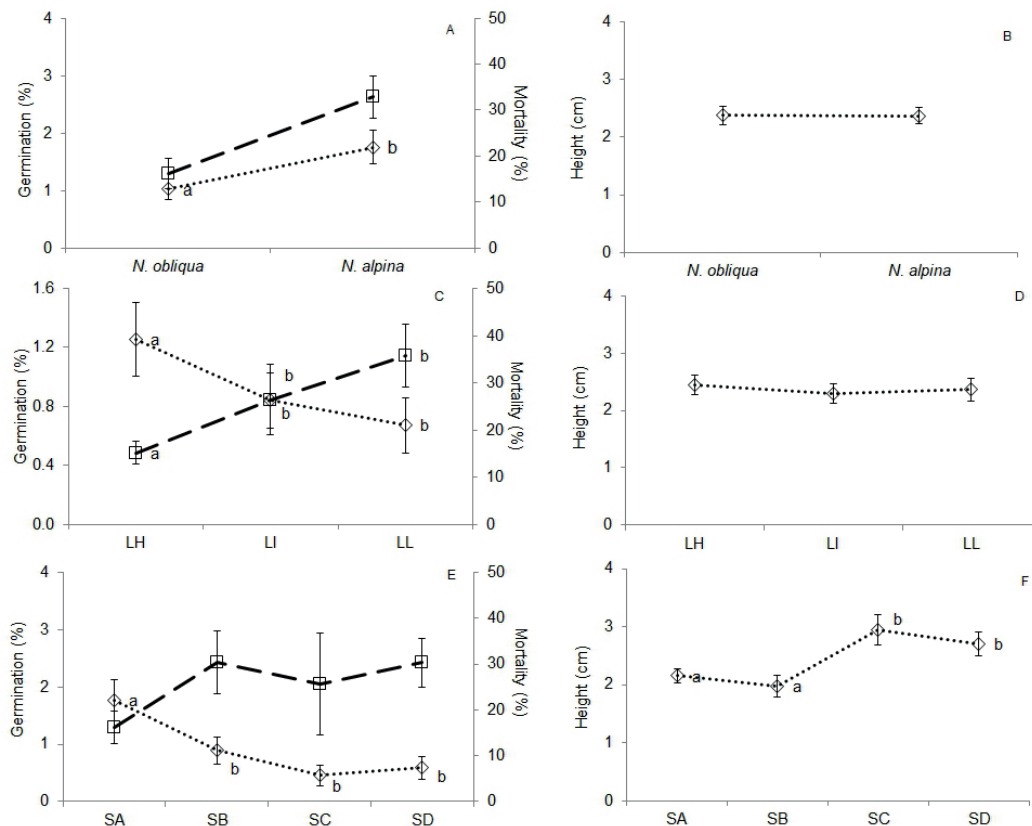 A
Germination (%)
Mortality (%)
4
3
2
1
0
50
40
30
20
10
0
a
b
N. obliqua
N. alpina
B
Height (cm)
4
3
2
1
0
N. obliqua
N. alpina
C
Germination (%)
Mortality (%)
1.6
1.2
0.8
0.4
0.0
50
40
30
20
10
0
a
b
b
b
b
a
LH
LI
LL
D
Height (cm)
4
3
2
1
0
LH
LI
LL
E
Germination (%)
Mortality (%)
4
3
2
1
0
50
40
30
20
10
0
a
b
b
b
SA
SB
SC
SD
F
Height (cm)
4
3
2
1
0
a
a
b
b
SA
SB
SC
SD